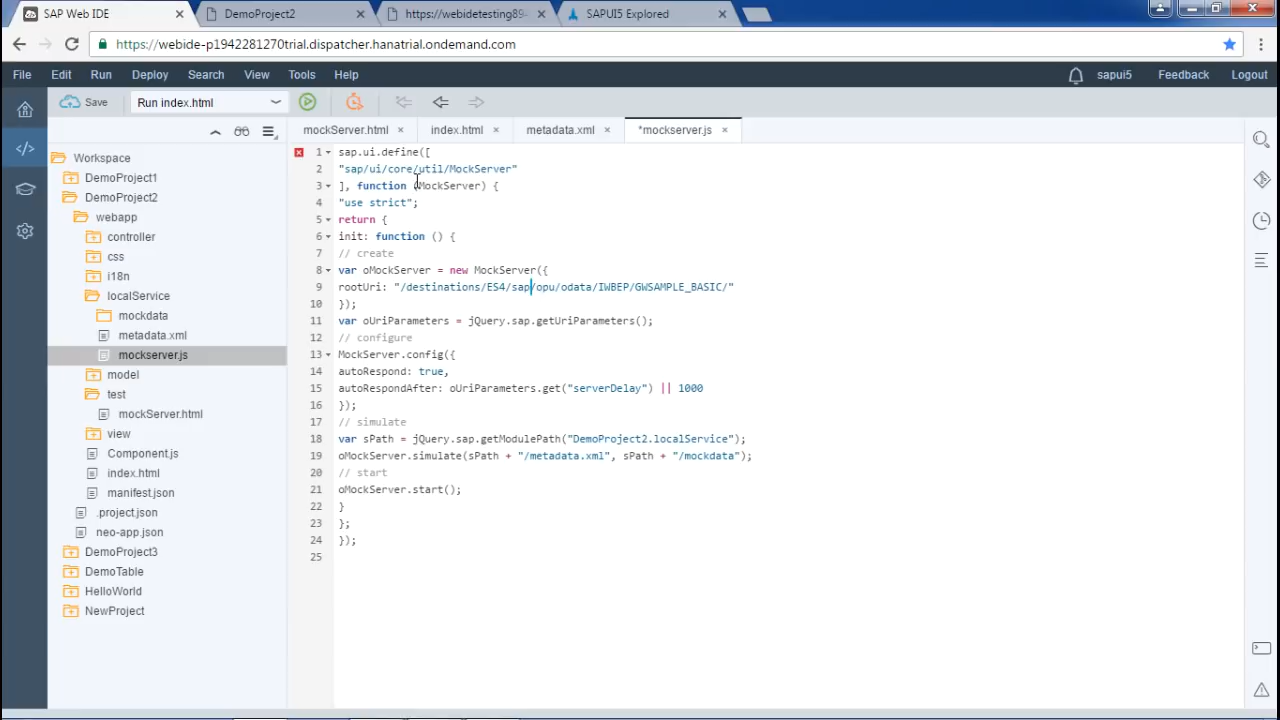 SAP Web IDE
DemoProject2
https://webidetesting89
SAPUI5 Explored
https://webide-p1942281270trial.dispatcher.hanatrial.ondemand.com
File Edit Run Deploy Search View Tools Help
sapui5 Feedback Logout
Save
Run index.html
mockServer.html
index.html
metadata.xml
*mockserver.js
Workspace
DemoProject1
DemoProject2
webapp
controller
css
i18n
localService
mockdata
metadata.xml
mockserver.js
model
test
mockServer.html
view
Component.js
index.html
manifest.json
.project.json
neo-app.json
DemoProject3
DemoTable
HelloWorld
NewProject
1 sap.ui.define([
2 "sap/ui/core/util/MockServer"
3 ], function (MockServer) {
4 "use strict";
5 return {
6 init: function () {
7 // create
8 var oMockServer = new MockServer({
9 rootUri: "/destinations/ES4/sap/opu/odata/IWBEP/GWSAMPLE_BASIC/"
10 });
11 var oUriParameters = jQuery.sap.getUriParameters();
12 // configure
13 MockServer.config({
14 autoRespond: true,
15 autoRespondAfter: oUriParameters.get("serverDelay") || 1000
16 });
17 // simulate
18 var sPath = jQuery.sap.getModulePath("DemoProject2.localService");
19 oMockServer.simulate(sPath + "/metadata.xml", sPath + "/mockdata");
20 // start
21 oMockServer.start();
22 }
23 };
24 });
25